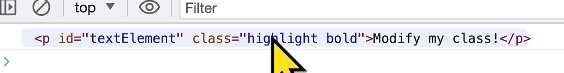 top Filter
<p id="textElement" class="highlight bold">Modify my class!</p>